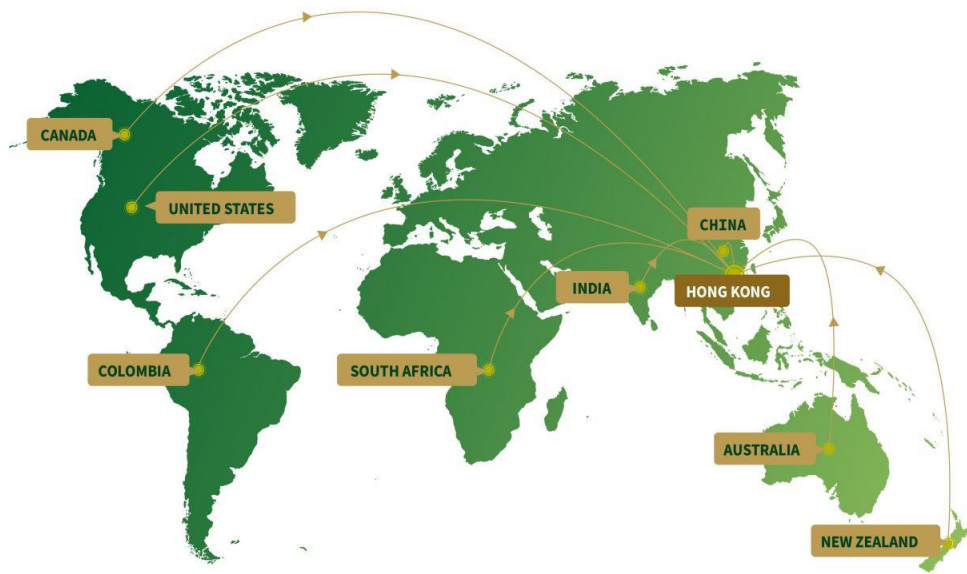 CANADA
UNITED STATES
CHINA
INDIA
HONG KONG
COLOMBIA
SOUTH AFRICA
AUSTRALIA
NEW ZEALAND